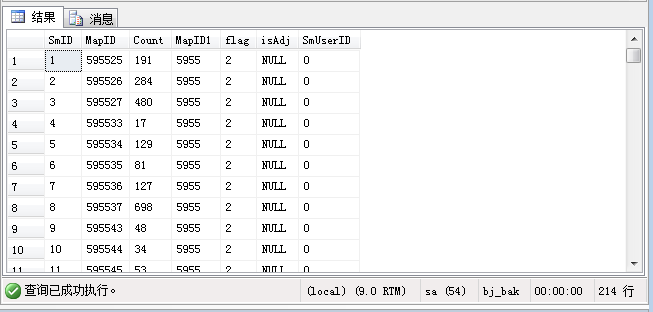 结果 消息
SmID MapID Count MapID1 flag isAdj SmUserID
1 1 595525 191 5955 2 NULL 0
2 2 595526 284 5955 2 NULL 0
3 3 595527 480 5955 2 NULL 0
4 4 595533 17 5955 2 NULL 0
5 5 595534 129 5955 2 NULL 0
6 6 595535 81 5955 2 NULL 0
7 7 595536 127 5955 2 NULL 0
8 8 595537 698 5955 2 NULL 0
9 9 595543 48 5955 2 NULL 0
10 10 595544 34 5955 2 NULL 0
11 11 595545 53 5955 2 NULL 0
查询已成功执行。 (local) (9.0 RTM) sa (54) bj_bak 00:00:00 214 行